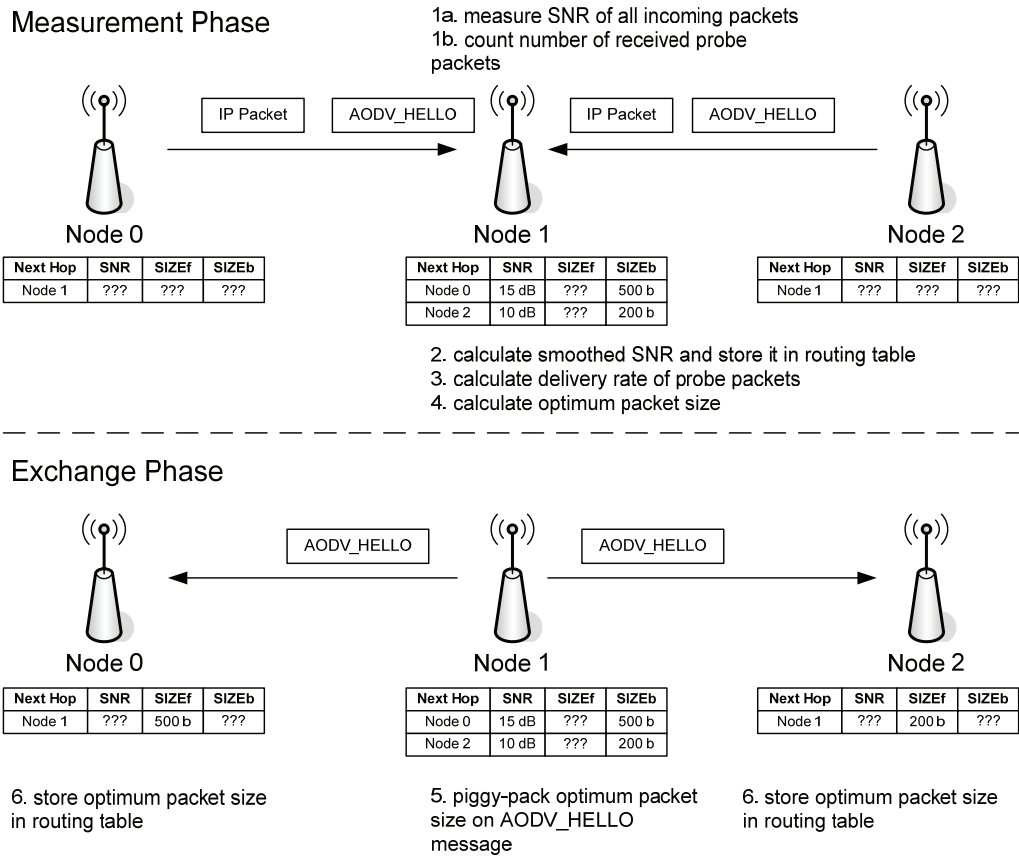 Measurement Phase
1a. measure SNR of all incoming packets
1b. count number of received probe
packets
IP Packet
AODV_HELLO
IP Packet
AODV_HELLO
Node 0
Node 1
Node 2
Next Hop SNR SIZEf SIZEb
Node 1 ??? ??? ???
Next Hop SNR SIZEf SIZEb
Node 0 15 dB ??? 500 b
Node 2 10 dB ??? 200 b
Next Hop SNR SIZEf SIZEb
Node 1 ??? ??? ???
2. calculate smoothed SNR and store it in routing table
3. calculate delivery rate of probe packets
4. calculate optimum packet size
Exchange Phase
AODV_HELLO
AODV_HELLO
Node 0
Node 1
Node 2
Next Hop SNR SIZEf SIZEb
Node 1 ??? 500 b ???
Next Hop SNR SIZEf SIZEb
Node 0 15 dB ??? 500 b
Node 2 10 dB ??? 200 b
Next Hop SNR SIZEf SIZEb
Node 1 ??? 200 b ???
6. store optimum packet size
in routing table
5. piggy-pack optimum packet
size on AODV_HELLO
message
6. store optimum packet size
in routing table